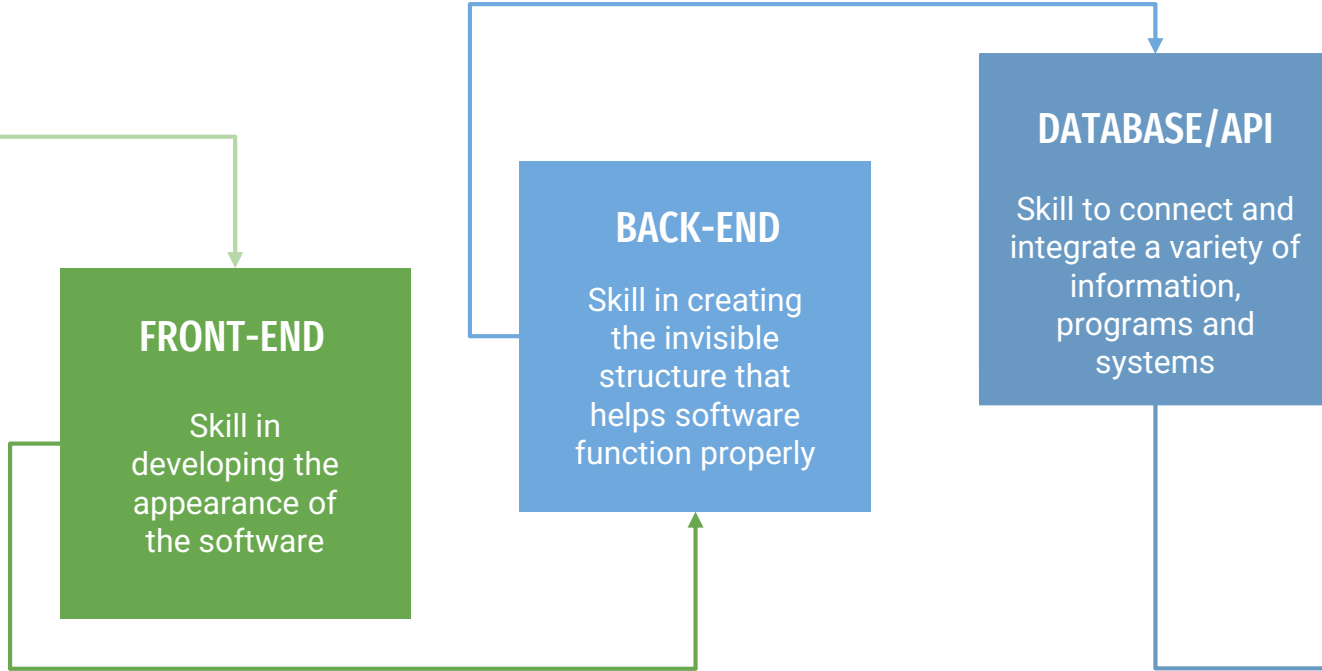 FRONT-END
Skill in
developing the
appearance of
the software
BACK-END
Skill in creating
the invisible
structure that
helps software
function properly
DATABASE/API
Skill to connect and
integrate a variety of
information,
programs and
systems